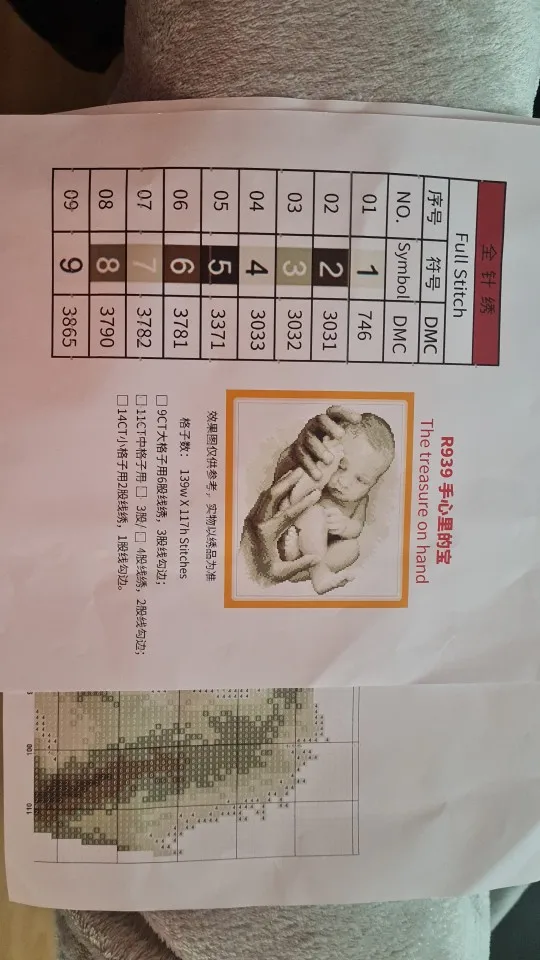 全 针 绣
Full Stitch
序号 符号 DMC
NO. Symbol DMC
01 1 746
02 2 3031
03 3 3032
04 4 3033
05 5 3371
06 6 3781
07 7 3782
08 8 3790
09 9 3865
R939 手心里的宝
The treasure on hand
效果图仅供参考，实物以绣品为准
格子数： 139w X 117h Stitches
□ 9CT大格子用6股线绣，3股线勾边；
□ 11CT中格子用 □ 3股/ □ 4股线绣，2股线勾边；
□ 14CT小格子用2股线绣，1股线勾边。
100
110